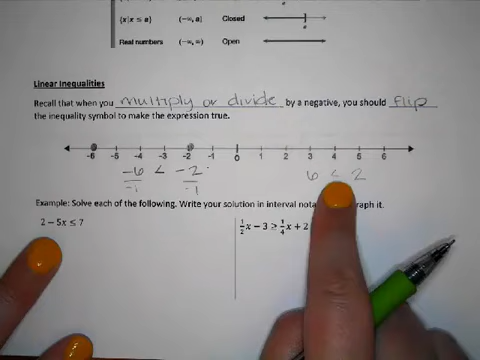 {x|x ≤ a} (-∞, a] Closed
a
Real numbers (-∞, ∞) Open
Linear Inequalities
Recall that when you multiply or divide by a negative, you should flip
the inequality symbol to make the expression true.
-6 -5 -4 -3 -2 -1 0 1 2 3 4 5 6
-6 < -2 6 < 2
-1 -1
Example: Solve each of the following. Write your solution in interval graph it.
2 − 5x ≤ 7 1/2x − 3 ≥ 1/4x + 2